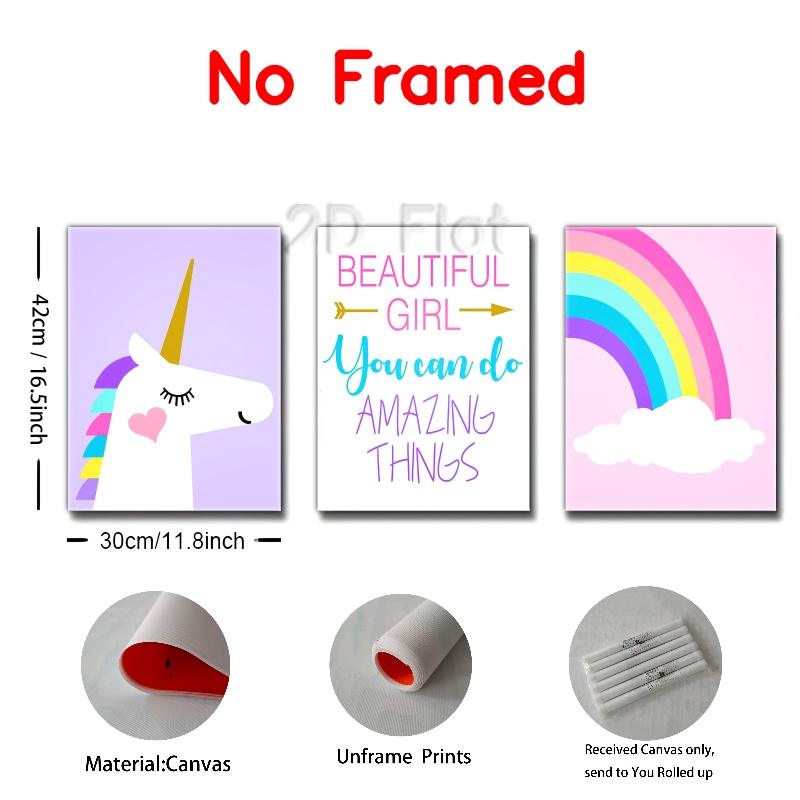 No Framed
2D Flat
BEAUTIFUL
GIRL
You can do
AMAZING
THINGS
42cm / 16.5inch
30cm/11.8inch
Material:Canvas
Unframe Prints
Received Canvas only,
send to You Rolled up